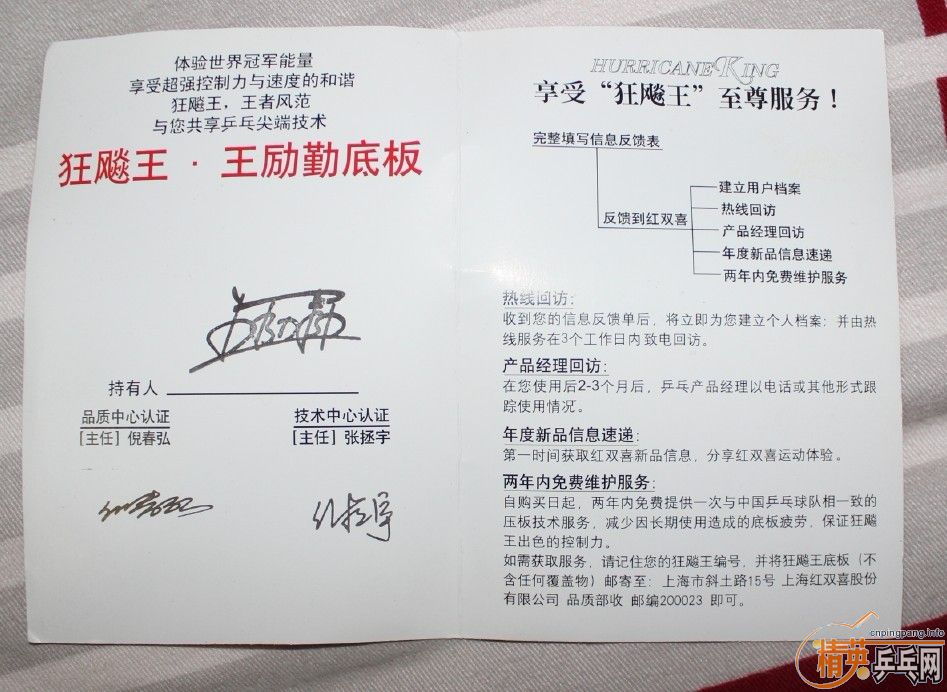 体验世界冠军能量
享受超强控制力与速度的和谐
狂飚王，王者风范
与您共享乒乓尖端技术
狂飚王·王励勤底板
持有人
品质中心认证
[主任] 倪春弘
技术中心认证
[主任] 张拯宇
HURRICANE KING
享受“狂飚王”至尊服务！
完整填写信息反馈表
反馈到红双喜
建立用户档案
热线回访
产品经理回访
年度新品信息速递
两年内免费维护服务
热线回访：
收到您的信息反馈单后，将立即为您建立个人档案；并由热
线服务在3个工作日内致电回访。
产品经理回访：
在您使用后2-3个月后，乒乓产品经理以电话或其他形式跟
踪使用情况。
年度新品信息速递：
第一时间获取红双喜新品信息，分享红双喜运动体验。
两年内免费维护服务：
自购买日起，两年内免费提供一次与中国乒乓球队相一致的
压板技术服务，减少因长期使用造成的底板疲劳，保证狂飚
王出色的控制力。
如需获取服务，请记住您的狂飚王编号，并将狂飚王底板（不
含任何覆盖物）邮寄至：上海市斜土路15号 上海红双喜股份
有限公司 品质部收 邮编200023 即可。
cnpingpang.info
精英乒乓网